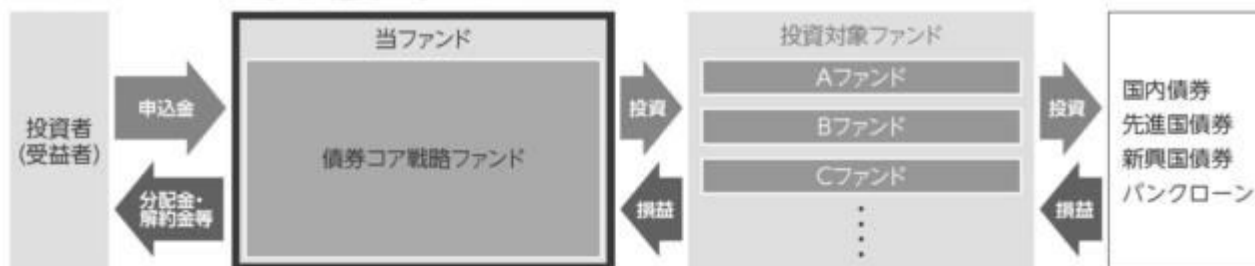 投資者
(受益者)
申込金
分配金・
解約金等
当ファンド
債券コア戦略ファンド
投資
損益
投資対象ファンド
Aファンド
Bファンド
Cファンド
投資
損益
国内債券
先進国債券
新興国債券
バンクローン